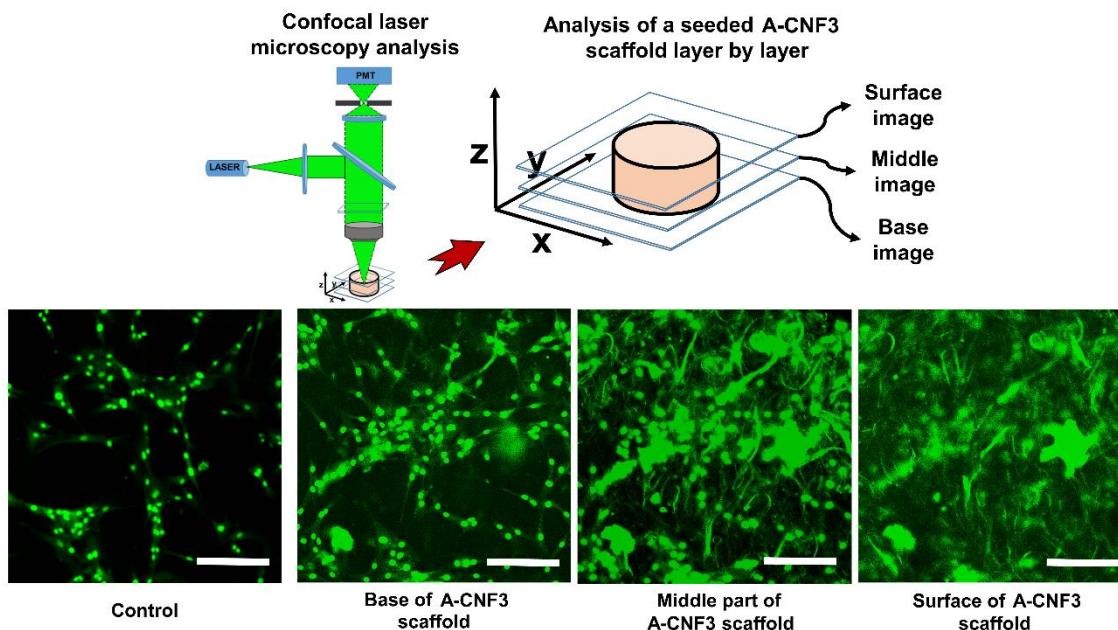 Confocal laser
microscopy analysis
Analysis of a seeded A-CNF3
scaffold layer by layer
PMT
LASER
z
y
x
z
y
x
Surface
image
Middle
image
Base
image
Control
Base of A-CNF3
scaffold
Middle part of
A-CNF3 scaffold
Surface of A-CNF3
scaffold